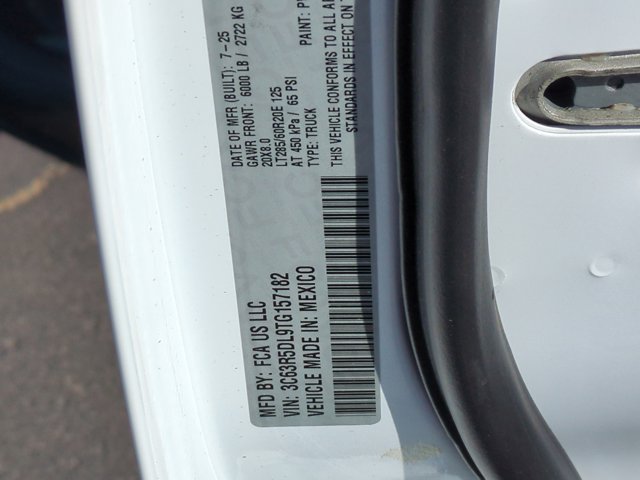 MFD BY: FCA US LLC
VIN: 3C63R5DL9TG157182
VEHICLE MADE IN: MEXICO
DATE OF MFR (BUILT): 7-25
GAWR FRONT: 6000 LB / 2722 KG
20X8.0
LT285/60R20E 125
AT 450 kPa / 65 PSI
TYPE: TRUCK
PAINT:
THIS VEHICLE CONFORMS TO ALL
STANDARDS IN EFFECT ON